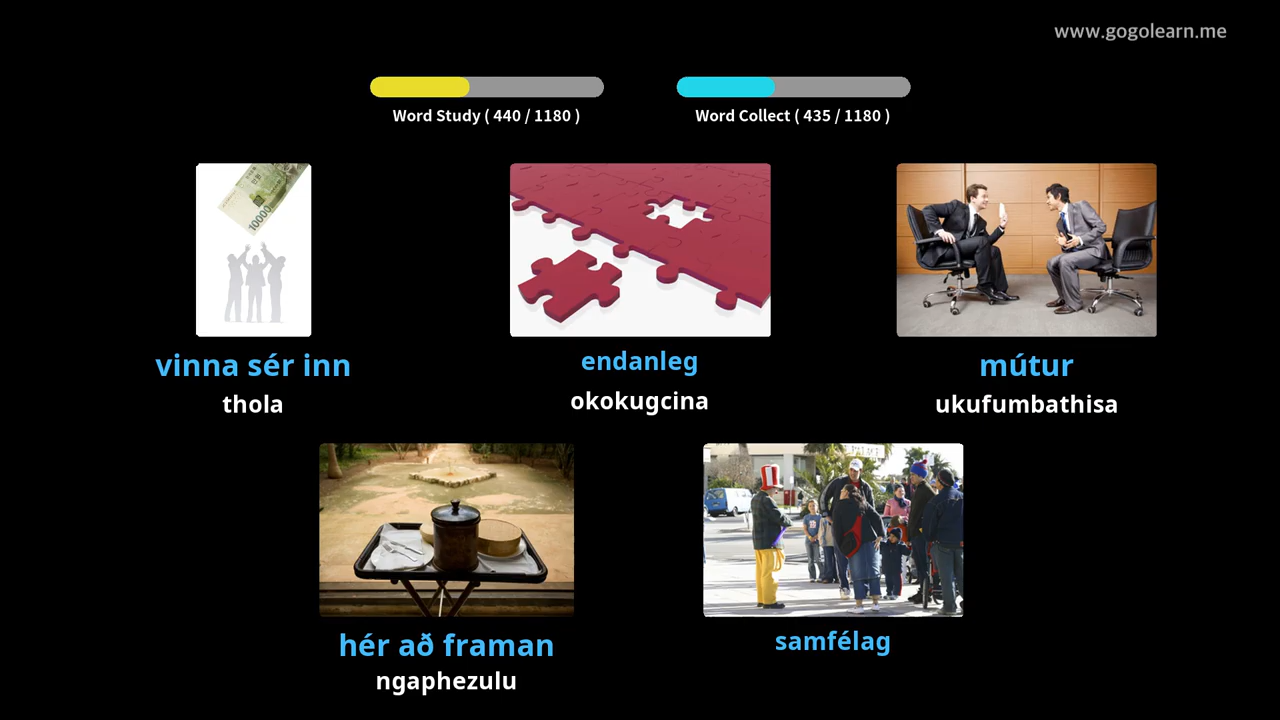 www.gogolearn.me
Word Study ( 440 / 1180 )
Word Collect ( 435 / 1180 )
10000
vinna sér inn
thola
endanleg
okokugcina
mútur
ukufumbathisa
hér að framan
ngaphezulu
samfélag